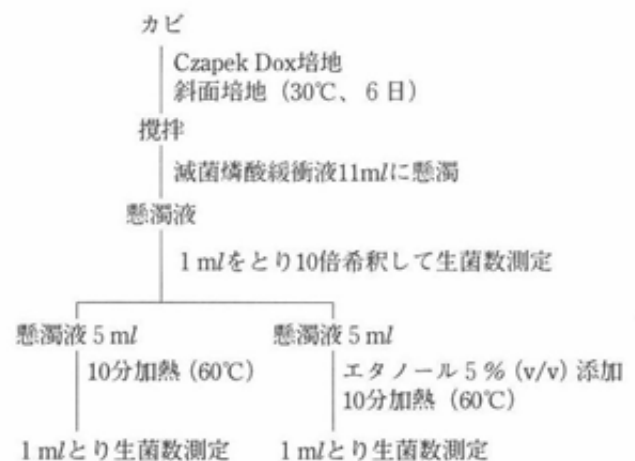 カビ
Czapek Dox培地
斜面培地（30℃、6日）
攪拌
滅菌燐酸緩衝液11mlに懸濁
懸濁液
1mlをとり10倍希釈して生菌数測定
懸濁液5ml
懸濁液5ml
10分加熱（60℃）
エタノール5％（v/v）添加
10分加熱（60℃）
1mlとり生菌数測定
1mlとり生菌数測定